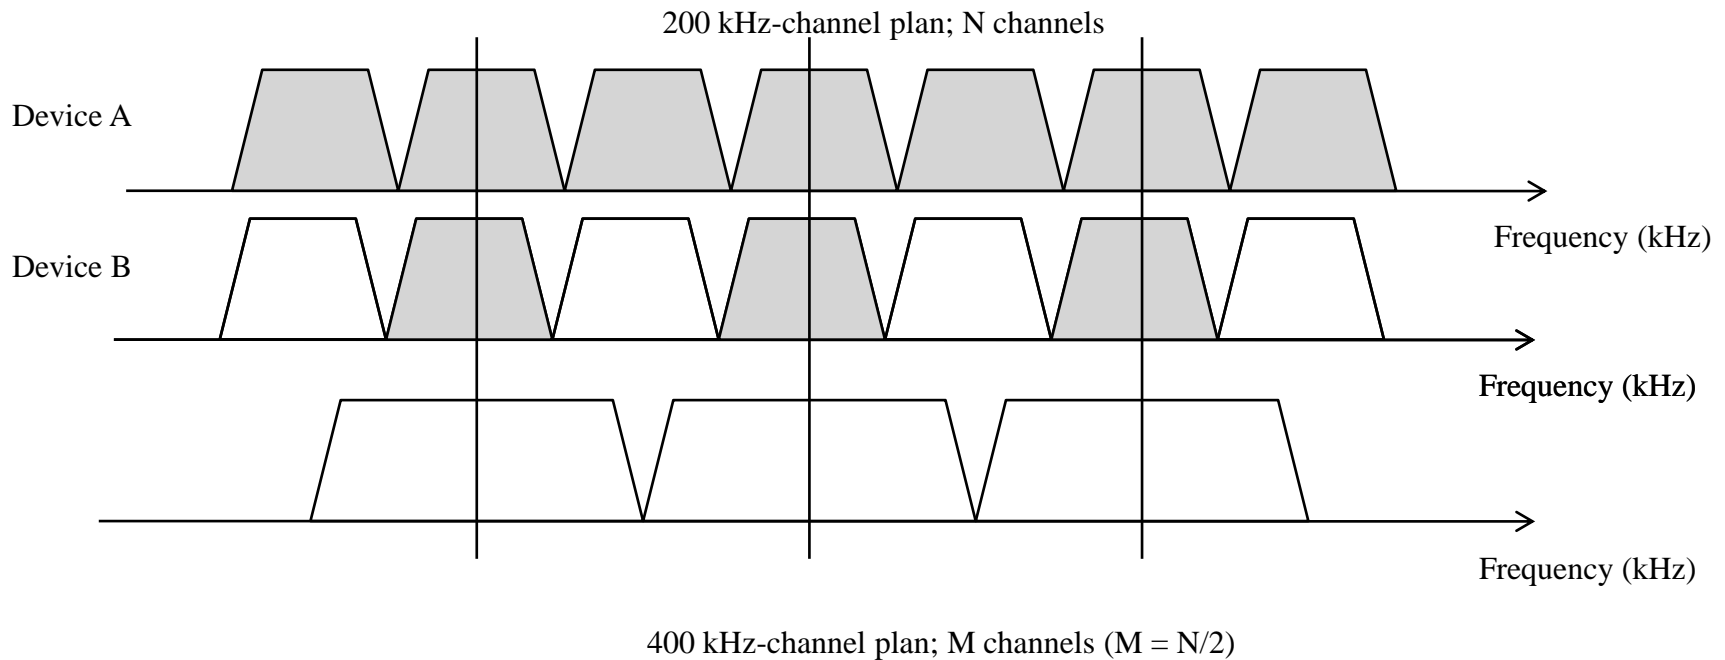 200 kHz-channel plan; N channels
Device A
Frequency (kHz)
Device B
Frequency (kHz)
Frequency (kHz)
400 kHz-channel plan; M channels (M = N/2)